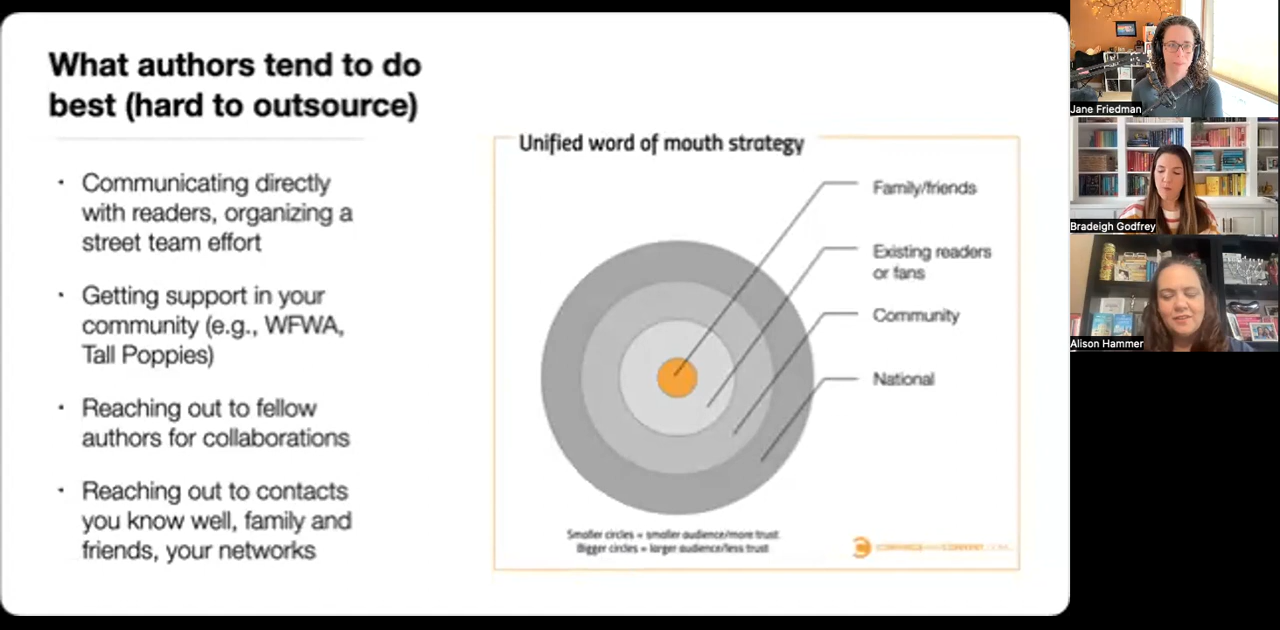 What authors tend to do
best (hard to outsource)
· Communicating directly
with readers, organizing a
street team effort
· Getting support in your
community (e.g., WFWA,
Tall Poppies)
· Reaching out to fellow
authors for collaborations
· Reaching out to contacts
you know well, family and
friends, your networks
Unified word of mouth strategy
Family/friends
Existing readers
or fans
Community
National
Smaller circles = smaller audience/more trust
Bigger circles = larger audience/less trust
Jane Friedman
Bradeigh Godfrey
Alison Hammer